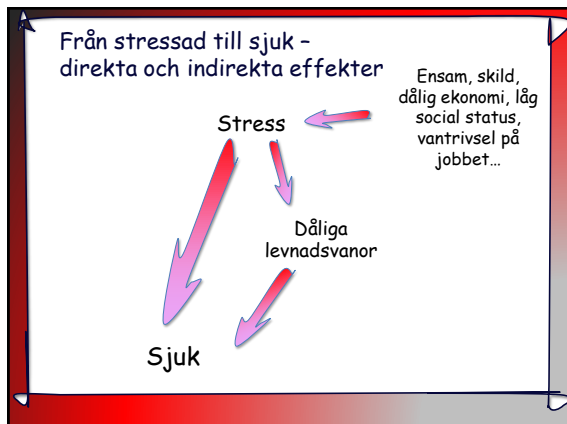 Från stressad till sjuk –
direkta och indirekta effekter
Ensam, skild,
dålig ekonomi, låg
social status,
vantrivsel på
jobbet…
Stress
Dåliga
levnadsvanor
Sjuk